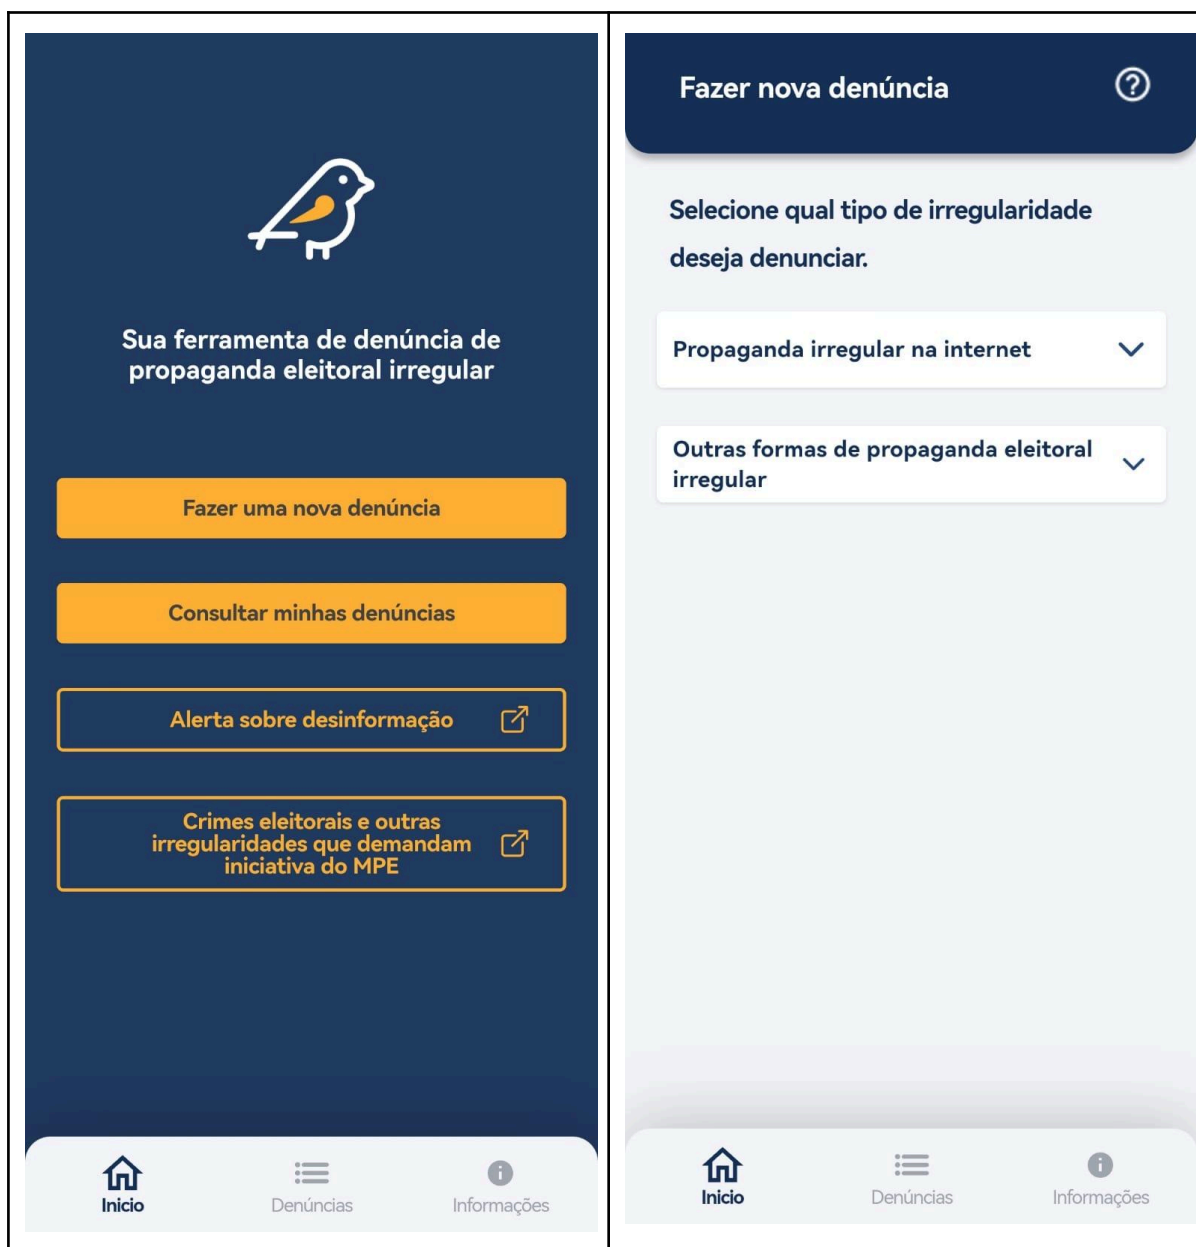 Sua ferramenta de denúncia de
propaganda eleitoral irregular
Fazer uma nova denúncia
Consultar minhas denúncias
Alerta sobre desinformação
Crimes eleitorais e outras
irregularidades que demandam
iniciativa do MPE
Inicio
Denúncias
Informações
Fazer nova denúncia
Selecione qual tipo de irregularidade
deseja denunciar.
Propaganda irregular na internet
Outras formas de propaganda eleitoral
irregular
Inicio
Denúncias
Informações